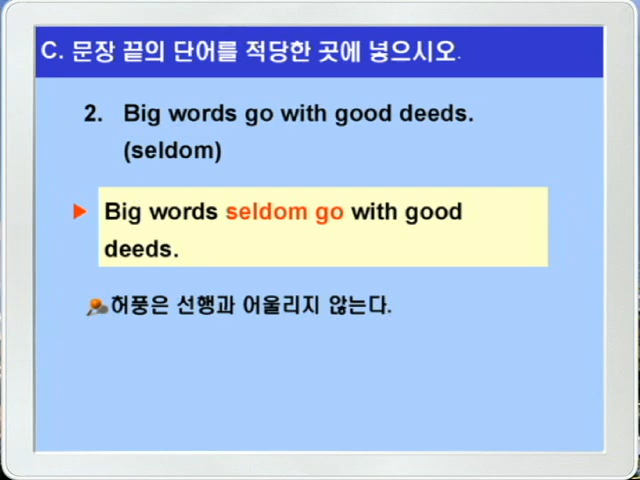 C. 문장 끝의 단어를 적당한 곳에 넣으시오.
2. Big words go with good deeds.
(seldom)
Big words seldom go with good
deeds.
허풍은 선행과 어울리지 않는다.